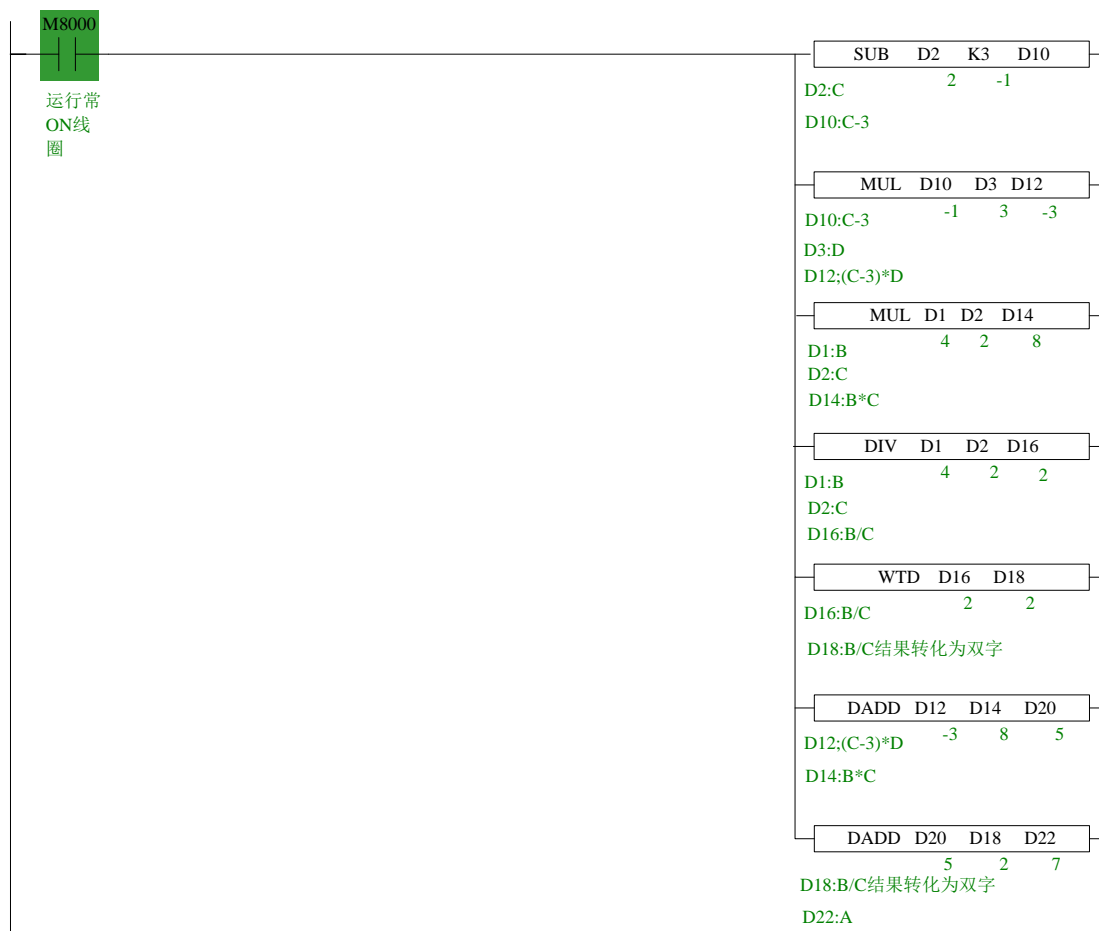 M8000
运行常
ON线
圈
SUB D2 K3 D10
2 -1
D2:C
D10:C-3
MUL D10 D3 D12
-1 3 -3
D10:C-3
D3:D
D12;(C-3)*D
MUL D1 D2 D14
4 2 8
D1:B
D2:C
D14:B*C
DIV D1 D2 D16
4 2 2
D1:B
D2:C
D16:B/C
WTD D16 D18
2 2
D16:B/C
D18:B/C结果转化为双字
DADD D12 D14 D20
-3 8 5
D12;(C-3)*D
D14:B*C
DADD D20 D18 D22
5 2 7
D18:B/C结果转化为双字
D22:A